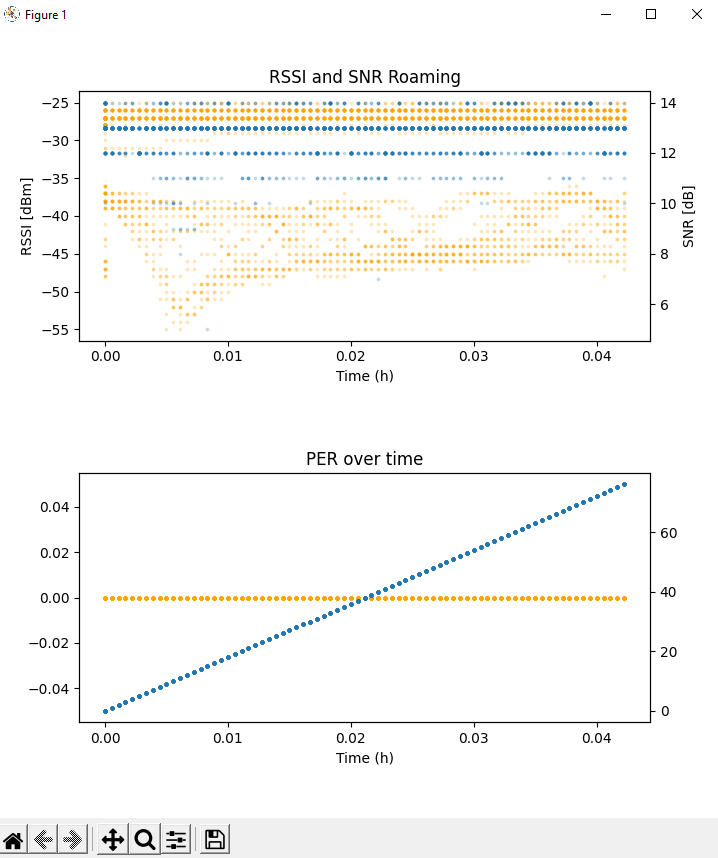 Figure 1
RSSI and SNR Roaming
RSSI [dBm]
−25
−30
−35
−40
−45
−50
−55
14
12
10
8
6
SNR [dB]
0.00 0.01 0.02 0.03 0.04
Time (h)
PER over time
0.04
0.02
0.00
−0.02
−0.04
60
40
20
0
0.00 0.01 0.02 0.03 0.04
Time (h)